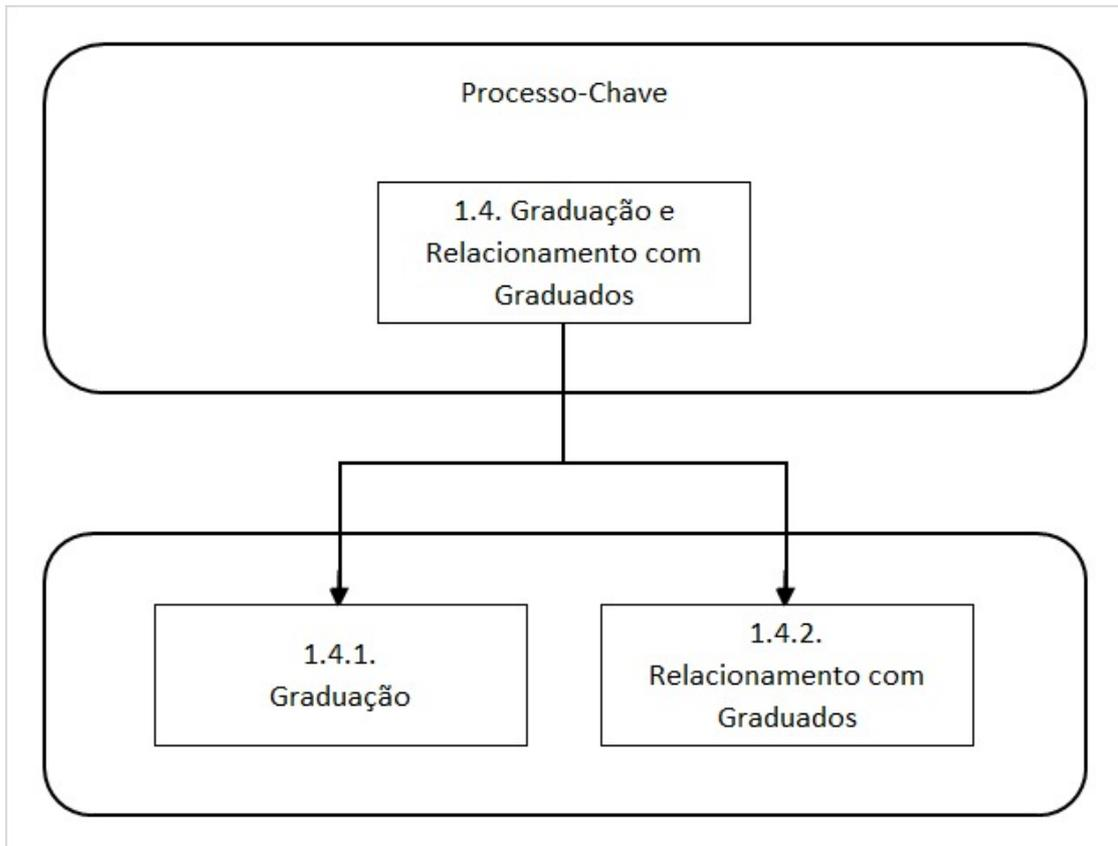 Processo-Chave
1.4. Graduação e
Relacionamento com
Graduados
1.4.1.
Graduação
1.4.2.
Relacionamento com
Graduados